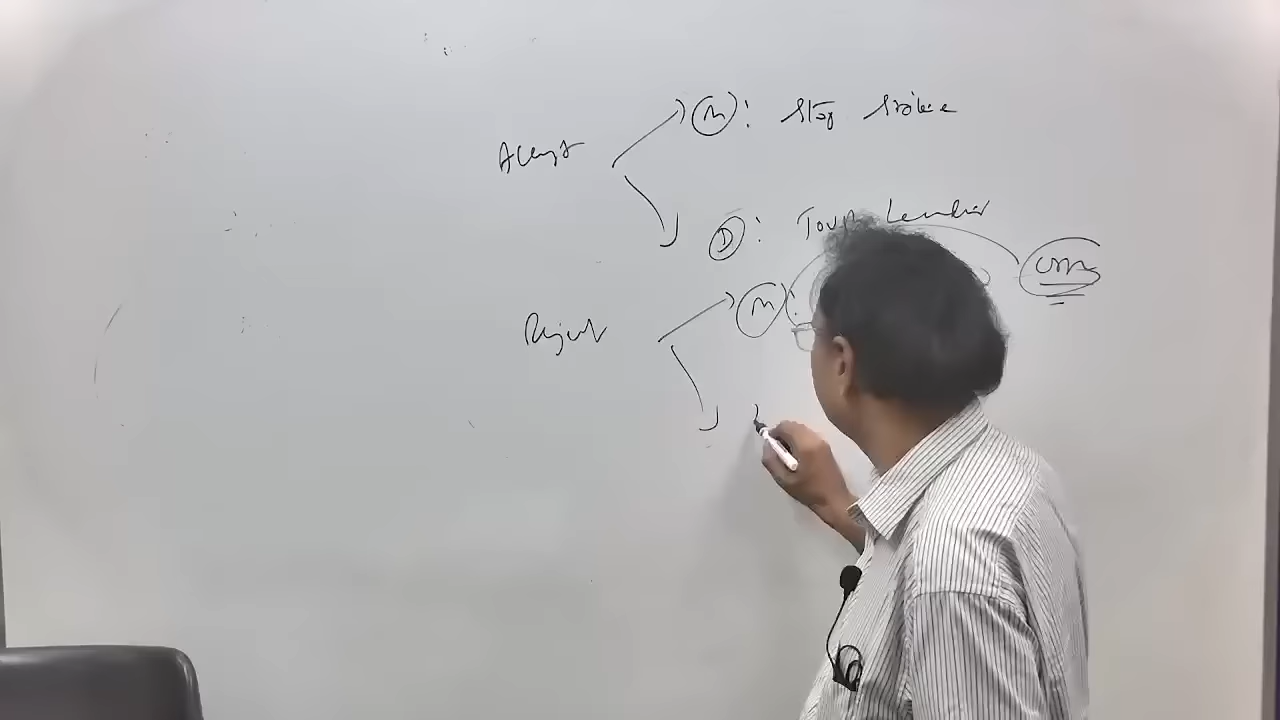 Accept
(M) : Stop Strike
(D) : Tough Leader
Reject
(M) :